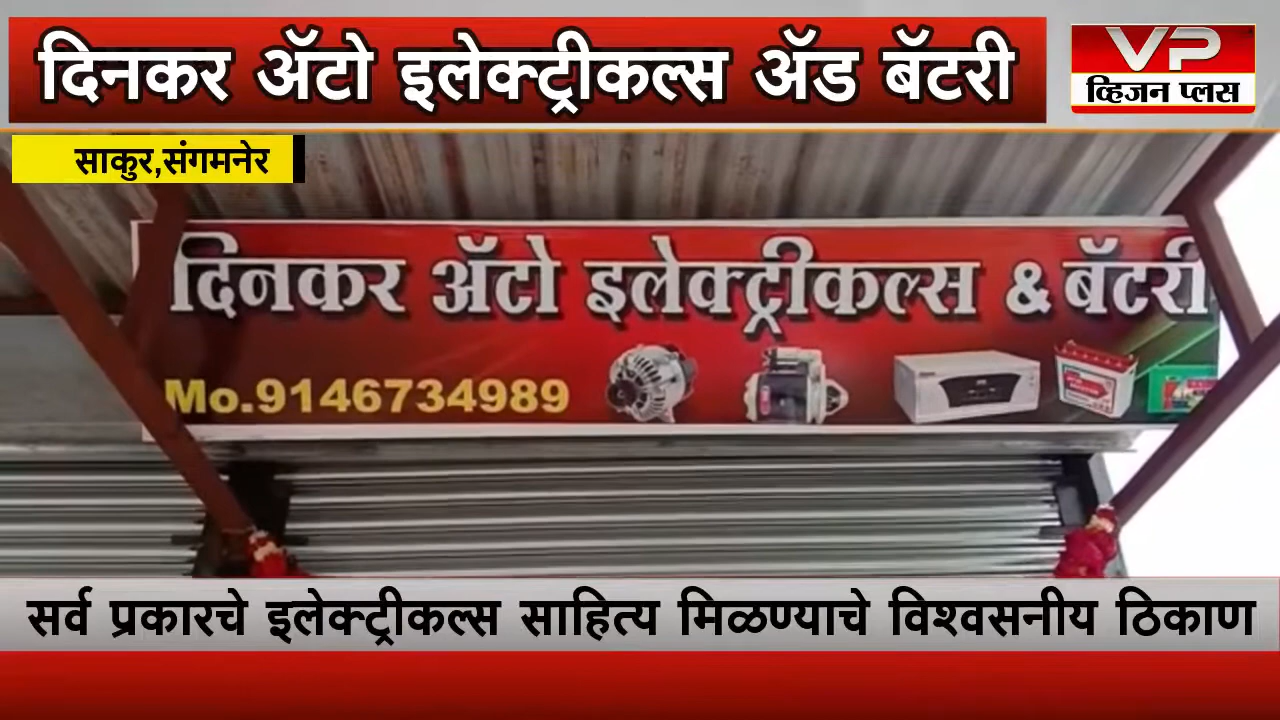 दिनकर ॲटो इलेक्ट्रीकल्स ॲड बॅटरी
VP
व्हिजन प्लस
साकुर,संगमनेर
दिनकर ॲटो इलेक्ट्रीकल्स & बॅटरी
Mo.9146734989
सर्व प्रकारचे इलेक्ट्रीकल्स साहित्य मिळण्याचे विश्वसनीय ठिकाण